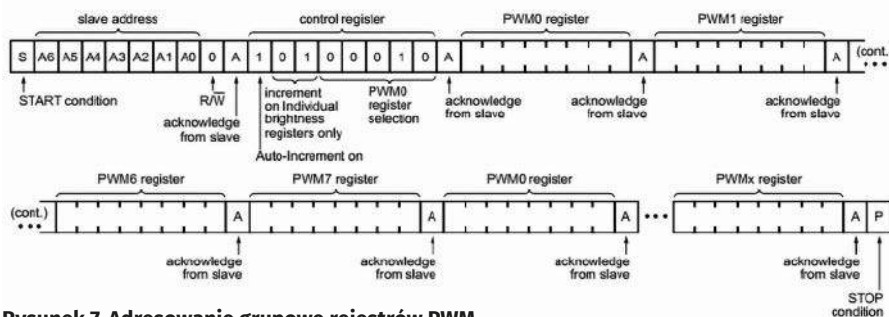 slave address control register PWM0 register PWM1 register
S A6 A5 A4 A3 A2 A1 A0 0 A 1 0 1 0 0 0 1 0 A A A (cont.)
START condition R/W increment PWM0 acknowledge acknowledge acknowledge
acknowledge on Individual register from slave from slave from slave
from slave brightness selection
registers only
Auto-Increment on
PWM6 register PWM7 register PWM0 register PWMx register
(cont.) A A A A P
acknowledge acknowledge acknowledge acknowledge
from slave from slave from slave from slave
STOP
condition
Rysunek 7. Adresowanie grupowe rejestrów PWM